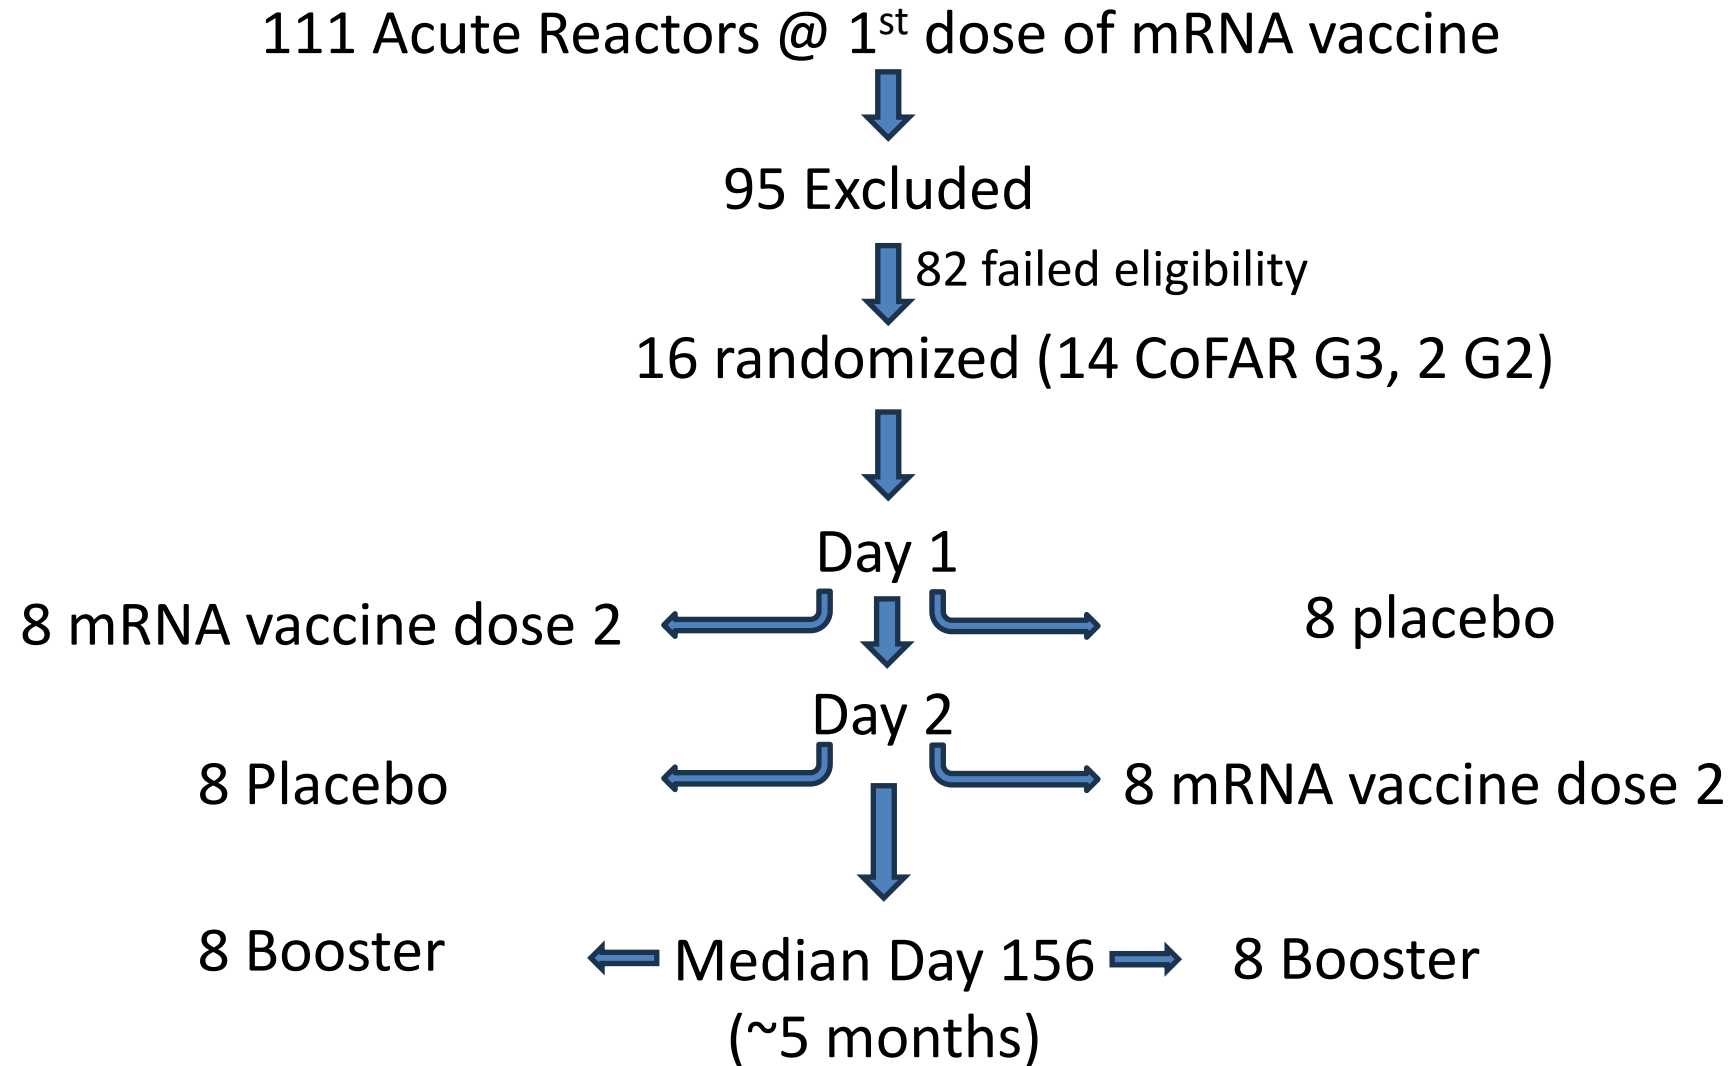 111 Acute Reactors @ 1st dose of mRNA vaccine
95 Excluded
82 failed eligibility
16 randomized (14 CoFAR G3, 2 G2)
Day 1
8 mRNA vaccine dose 2
8 placebo
Day 2
8 Placebo
8 mRNA vaccine dose 2
8 Booster
Median Day 156
8 Booster
(~5 months)